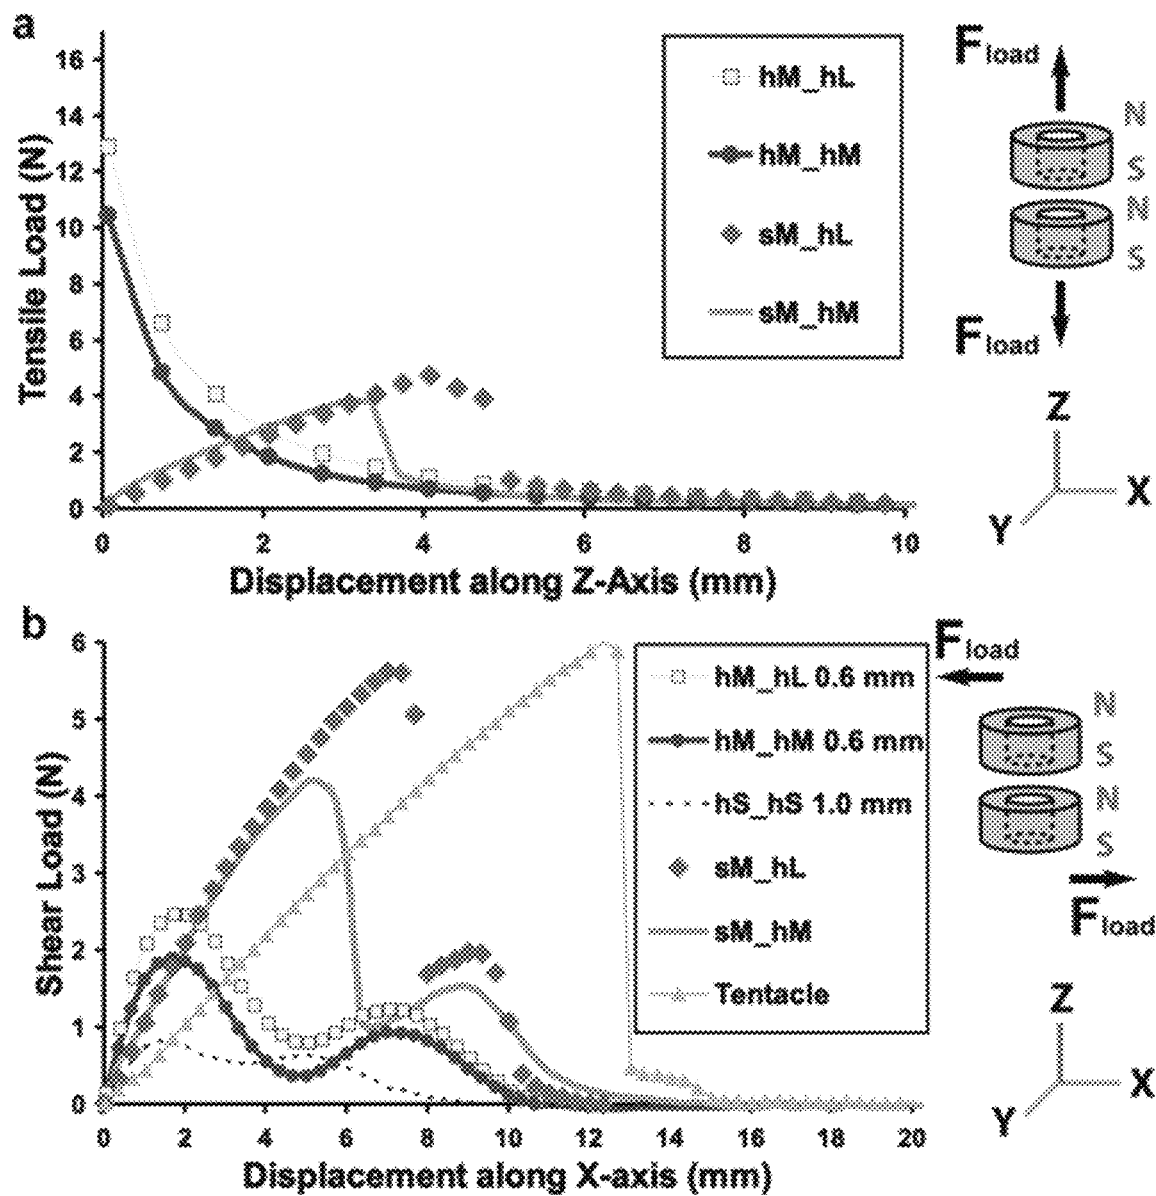 a
16
14
12
10
8
6
4
2
0
Tensile Load (N)
0 2 4 6 8 10
Displacement along Z-Axis (mm)
hM_hL
hM_hM
sM_hL
sM_hM
Fload
N
S
N
S
Fload
Z
X
Y
b
6
5
4
3
2
1
0
Shear Load (N)
0 2 4 6 8 10 12 14 16 18 20
Displacement along X-axis (mm)
hM_hL 0.6 mm
hM_hM 0.6 mm
hS_hS 1.0 mm
sM_hL
sM_hM
Tentacle
Fload
N
S
N
S
Fload
Z
X
Y